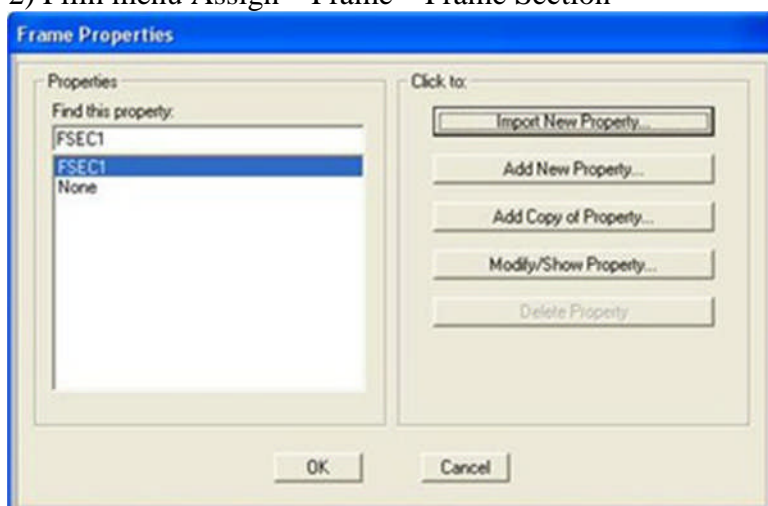 2) Pilih menu Assign – Frame – Frame Section
Frame Properties
Properties
Find this property:
FSEC1
FSEC1
None
Click to:
Import New Property...
Add New Property...
Add Copy of Property...
Modify/Show Property...
Delete Property
OK
Cancel